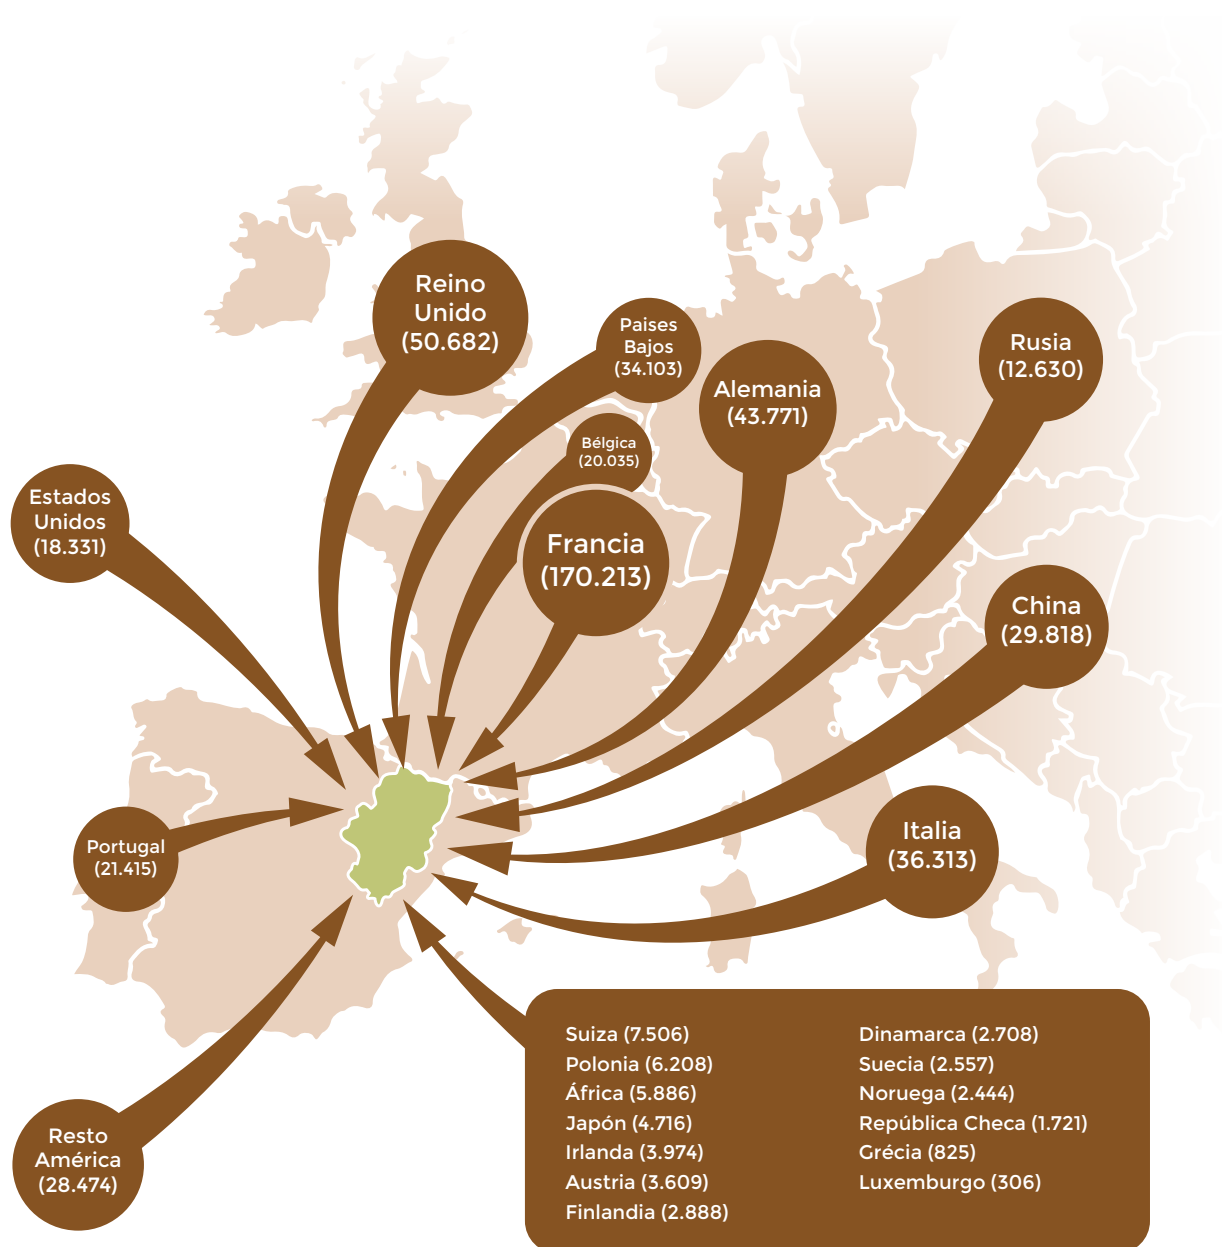 Reino
Unido
(50.682)
Paises
Bajos
(34.103)
Rusia
(12.630)
Alemania
(43.771)
Bélgica
(20.035)
Estados
Unidos
(18.331)
Francia
(170.213)
China
(29.818)
Portugal
(21.415)
Italia
(36.313)
Resto
América
(28.474)
Suiza (7.506)
Polonia (6.208)
África (5.886)
Japón (4.716)
Irlanda (3.974)
Austria (3.609)
Finlandia (2.888)
Dinamarca (2.708)
Suecia (2.557)
Noruega (2.444)
República Checa (1.721)
Grécia (825)
Luxemburgo (306)